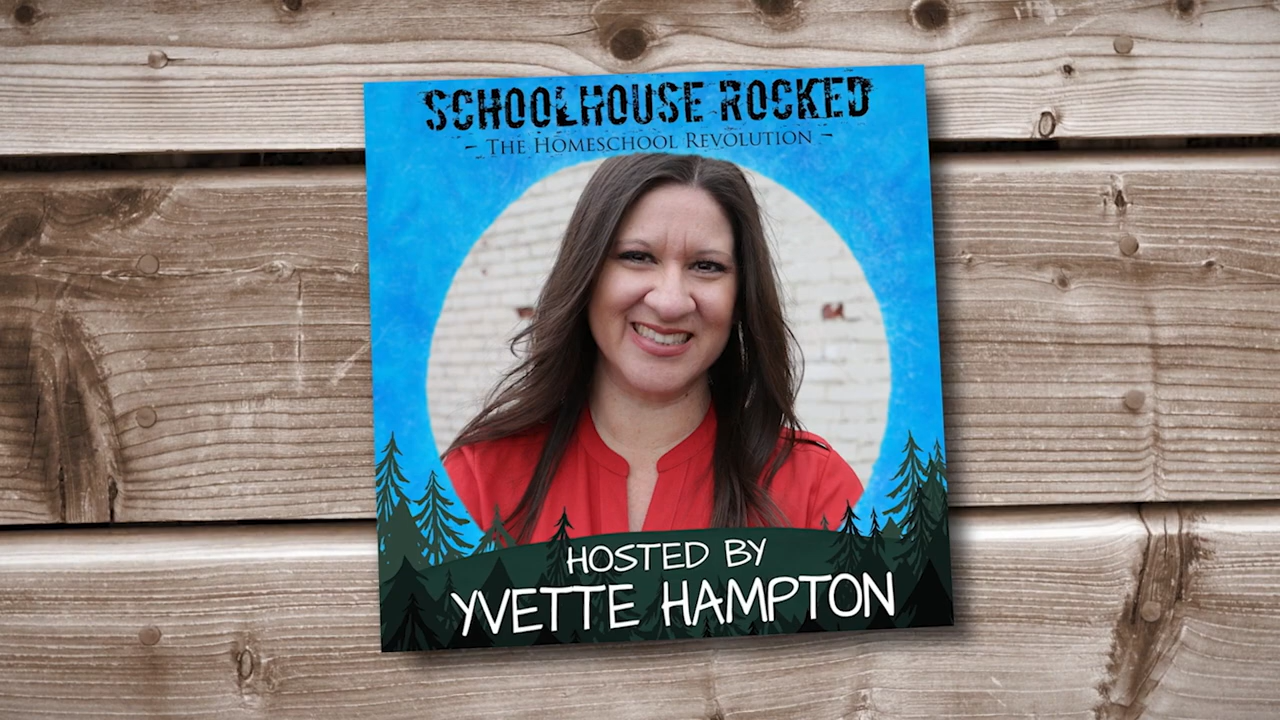 SCHOOLHOUSE ROCKED
– THE HOMESCHOOL REVOLUTION –
HOSTED BY
YVETTE HAMPTON